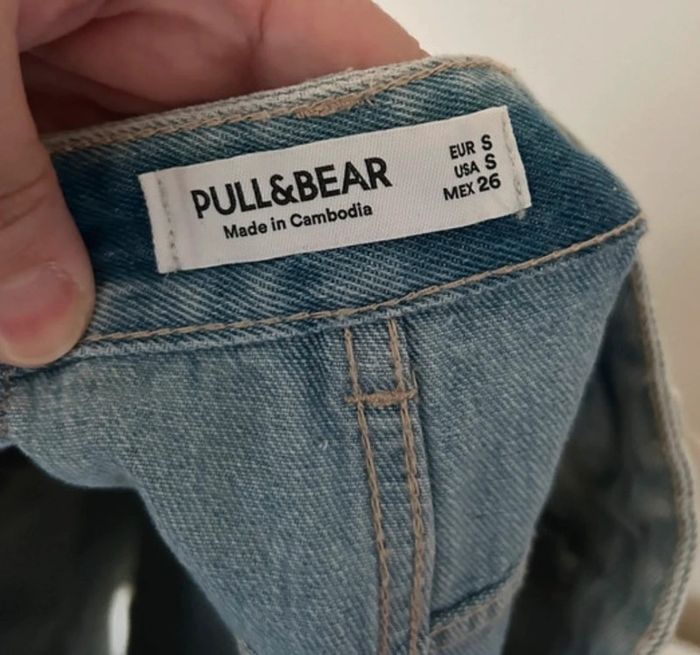 PULL&BEAR
Made in Cambodia
EUR S
USA S
MEX 26